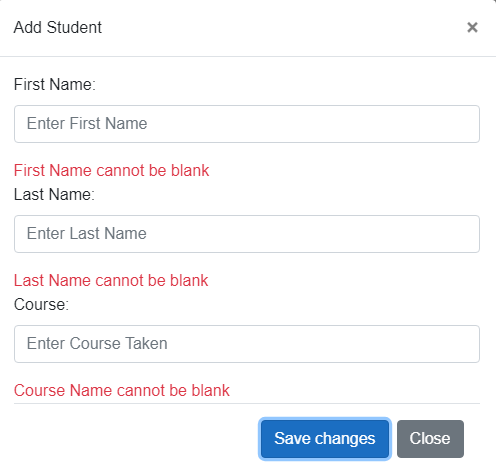 Add Student ×
First Name:
Enter First Name
First Name cannot be blank
Last Name:
Enter Last Name
Last Name cannot be blank
Course:
Enter Course Taken
Course Name cannot be blank
Save changes Close